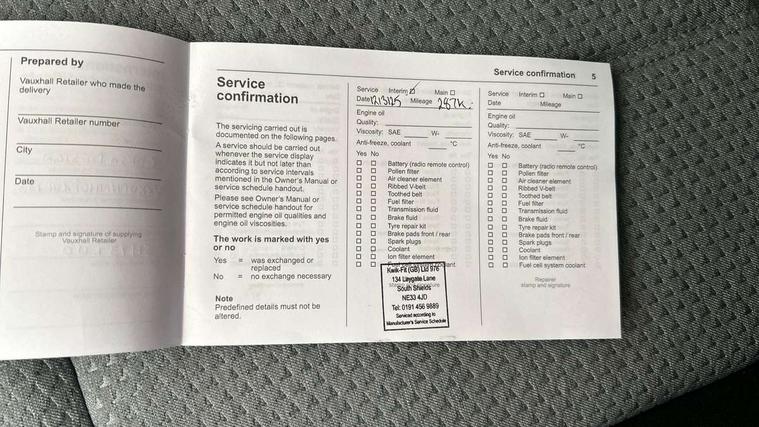 Prepared by
Vauxhall Retailer who made the
delivery
Vauxhall Retailer number
City
Date
Stamp and signature of supplying
Vauxhall Retailer
Service confirmation 5
Service
confirmation
The servicing carried out is
documented on the following pages.
A service should be carried out
whenever the service display
indicates it but not later than
according to service intervals
mentioned in the Owner's Manual or
service schedule handout.
Please see Owner's Manual or
service schedule handout for
permitted engine oil qualities and
engine oil viscosities.
The work is marked with yes
or no
Yes = was exchanged or
replaced
No = no exchange necessary
Note
Predefined details must not be
altered.
Service Interim Main
Date 12/3/25 Mileage 287K
Engine oil
Quality:
Viscosity: SAE W-
Anti-freeze, coolant °C
Yes No
Battery (radio remote control)
Pollen filter
Air cleaner element
Ribbed V-belt
Toothed belt
Fuel filter
Transmission fluid
Brake fluid
Tyre repair kit
Brake pads front / rear
Spark plugs
Coolant
Ion filter element
Kwik-Fit (GB) Ltd 976
134 Laygate Lane
South Shields
NE33 4JD
Tel: 0191 456 9889
Serviced according to
Manufacturer's Service Schedule
Service Interim Main
Date Mileage
Engine oil
Quality:
Viscosity: SAE W-
Anti-freeze, coolant °C
Yes No
Battery (radio remote control)
Pollen filter
Air cleaner element
Ribbed V-belt
Toothed belt
Fuel filter
Transmission fluid
Brake fluid
Tyre repair kit
Brake pads front / rear
Spark plugs
Coolant
Ion filter element
Fuel cell system coolant
Repairer
stamp and signature